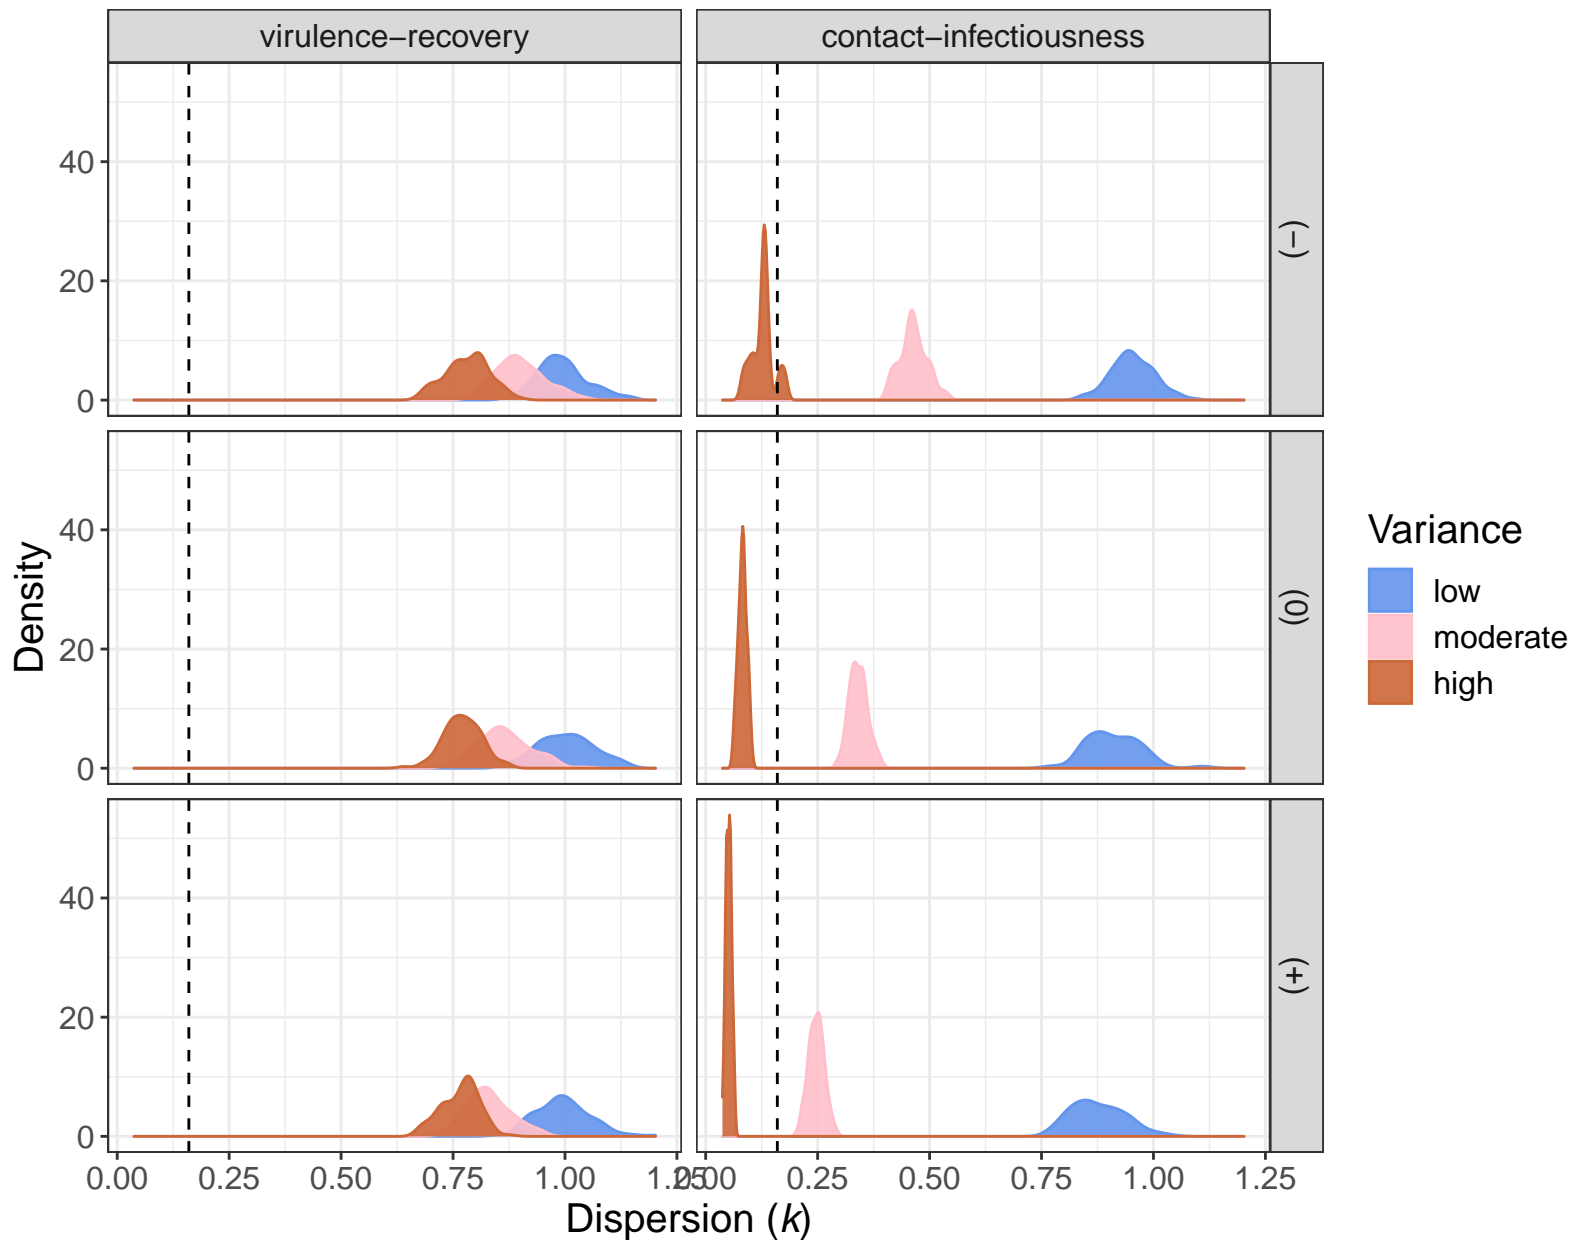 virulence–recovery
contact–infectiousness
40
20
0
(−)
40
20
0
(0)
40
20
0
(+)
Density
0.00 0.25 0.50 0.75 1.00 1.25
0.00 0.25 0.50 0.75 1.00 1.25
Dispersion (k)
Variance
low
moderate
high